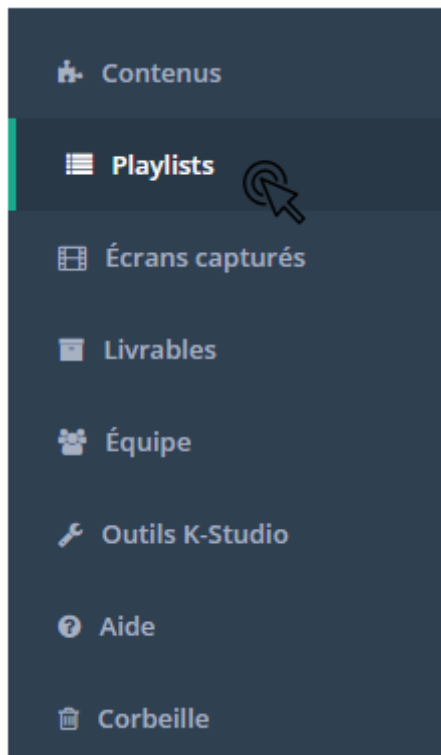 Contenus
Playlists
Écrans capturés
Livrables
Équipe
Outils K-Studio
Aide
Corbeille